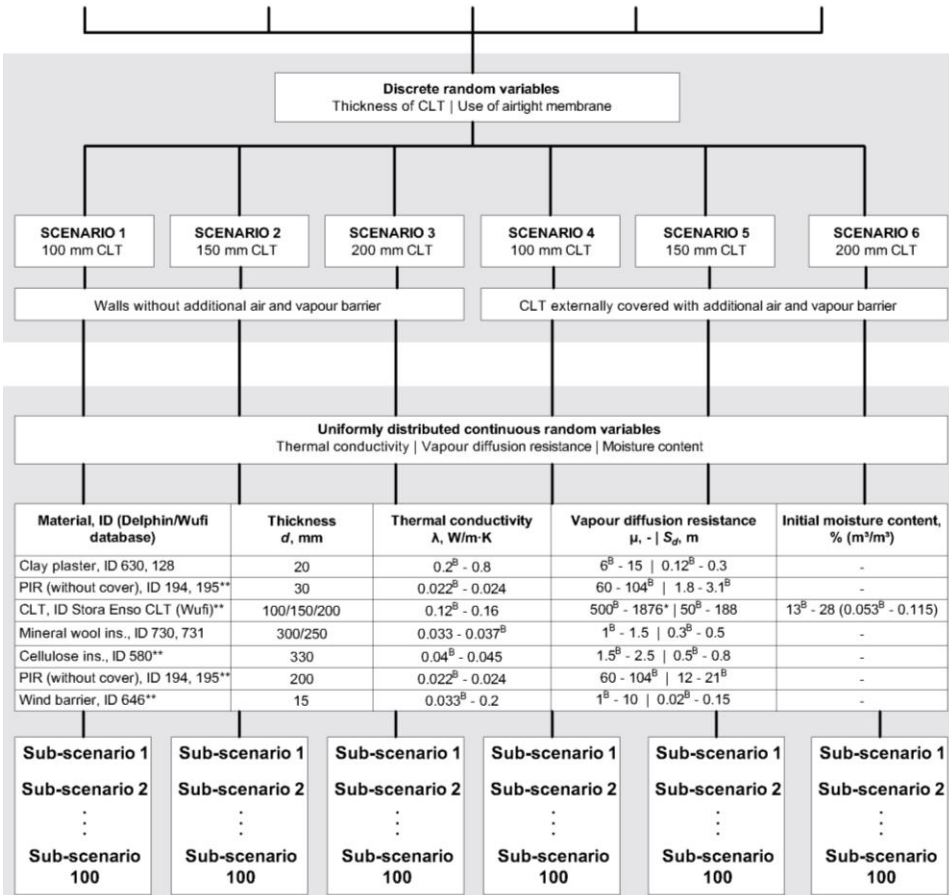 Discrete random variables
Thickness of CLT | Use of airtight membrane
SCENARIO 1
100 mm CLT
SCENARIO 2
150 mm CLT
SCENARIO 3
200 mm CLT
SCENARIO 4
100 mm CLT
SCENARIO 5
150 mm CLT
SCENARIO 6
200 mm CLT
Walls without additional air and vapour barrier
CLT externally covered with additional air and vapour barrier
Uniformly distributed continuous random variables
Thermal conductivity | Vapour diffusion resistance | Moisture content
Material, ID (Delphin/Wufi
database)
Thickness
d, mm
Thermal conductivity
λ, W/m·K
Vapour diffusion resistance
μ, - | S_d, m
Initial moisture content,
% (m³/m³)
Clay plaster, ID 630, 128 20 0.2ᴮ - 0.8 6ᴮ - 15 | 0.12ᴮ - 0.3 -
PIR (without cover), ID 194, 195** 30 0.022ᴮ - 0.024 60 - 104ᴮ | 1.8 - 3.1ᴮ -
CLT, ID Stora Enso CLT (Wufi)** 100/150/200 0.12ᴮ - 0.16 500ᴮ - 1876* | 50ᴮ - 188 13ᴮ - 28 (0.053ᴮ - 0.115)
Mineral wool ins., ID 730, 731 300/250 0.033 - 0.037ᴮ 1ᴮ - 1.5 | 0.3ᴮ - 0.5 -
Cellulose ins., ID 580** 330 0.04ᴮ - 0.045 1.5ᴮ - 2.5 | 0.5ᴮ - 0.8 -
PIR (without cover), ID 194, 195** 200 0.022ᴮ - 0.024 60 - 104ᴮ | 12 - 21ᴮ -
Wind barrier, ID 646** 15 0.033ᴮ - 0.2 1ᴮ - 10 | 0.02ᴮ - 0.15 -
Sub-scenario 1
Sub-scenario 2
⋮
Sub-scenario
100
Sub-scenario 1
Sub-scenario 2
⋮
Sub-scenario
100
Sub-scenario 1
Sub-scenario 2
⋮
Sub-scenario
100
Sub-scenario 1
Sub-scenario 2
⋮
Sub-scenario
100
Sub-scenario 1
Sub-scenario 2
⋮
Sub-scenario
100
Sub-scenario 1
Sub-scenario 2
⋮
Sub-scenario
100